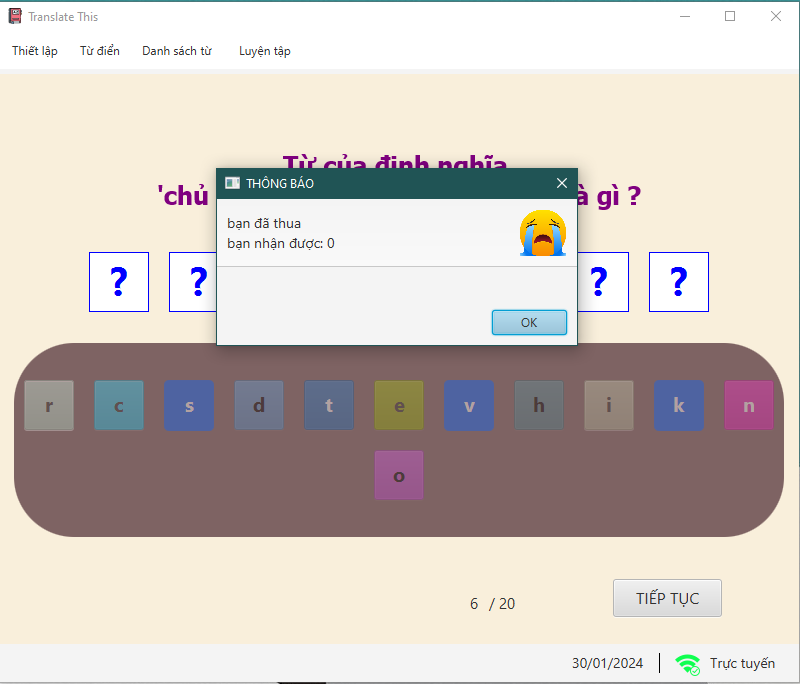 Translate This
Thiết lập Từ điển Danh sách từ Luyện tập
Từ của định nghĩa
'chủ à gì ?
THÔNG BÁO
bạn đã thua
bạn nhận được: 0
OK
? ? ? ?
r c s d t e v h i k n
o
6 / 20 TIẾP TỤC
30/01/2024 Trực tuyến